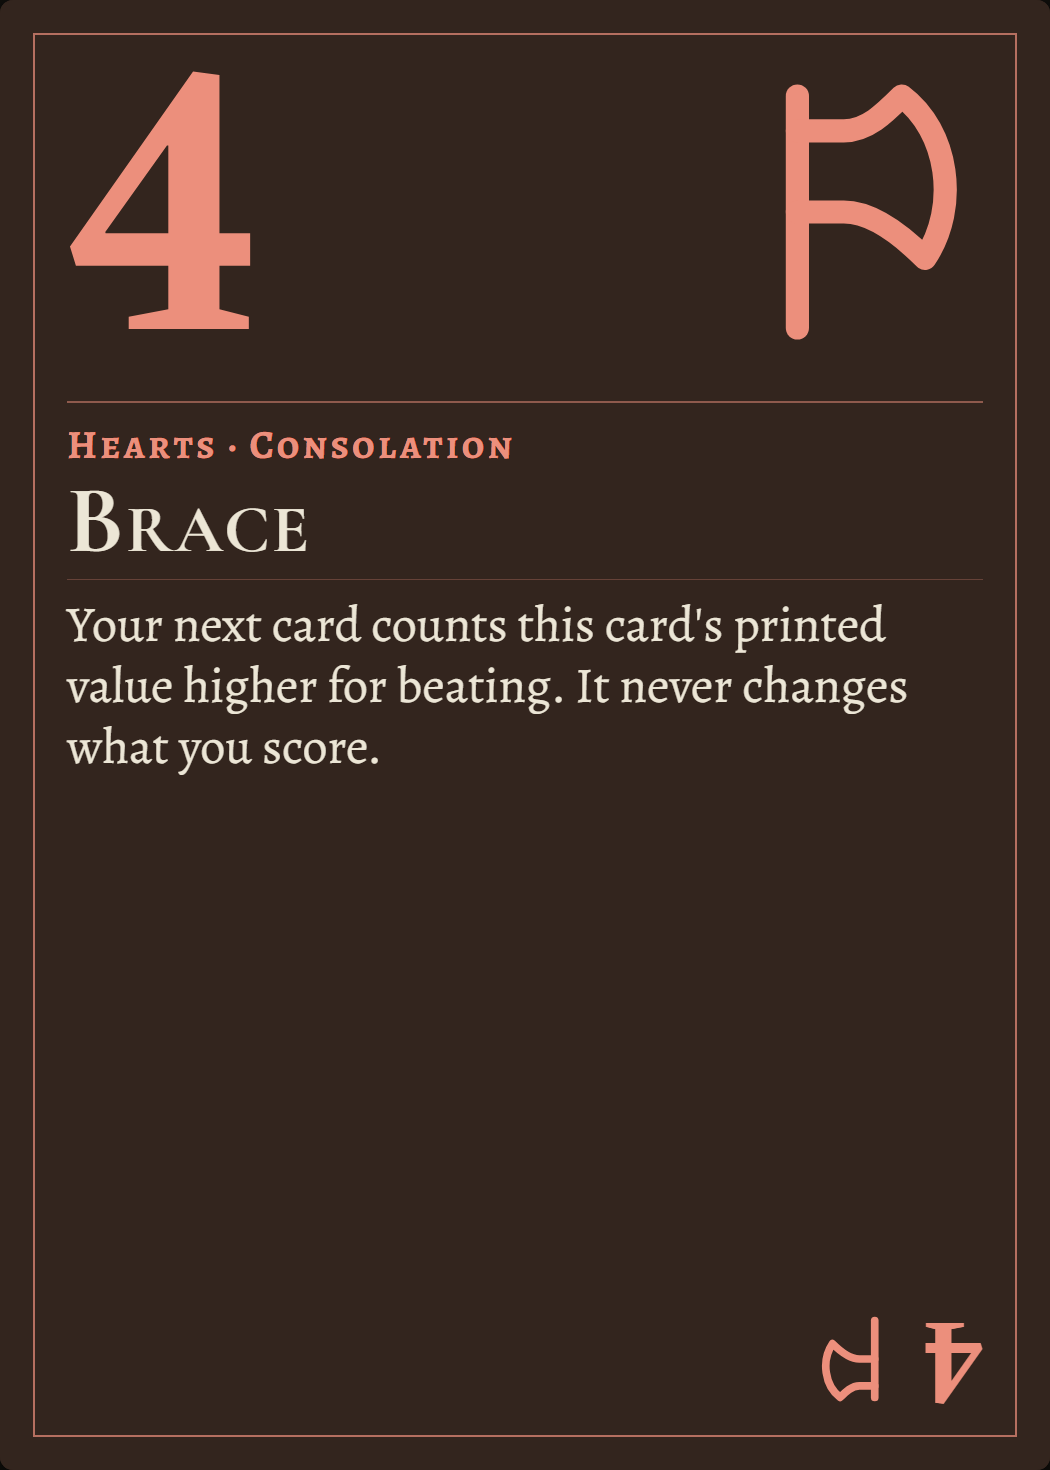 4
Hearts · Consolation
Brace
Your next card counts this card's printed
value higher for beating. It never changes
what you score.
4